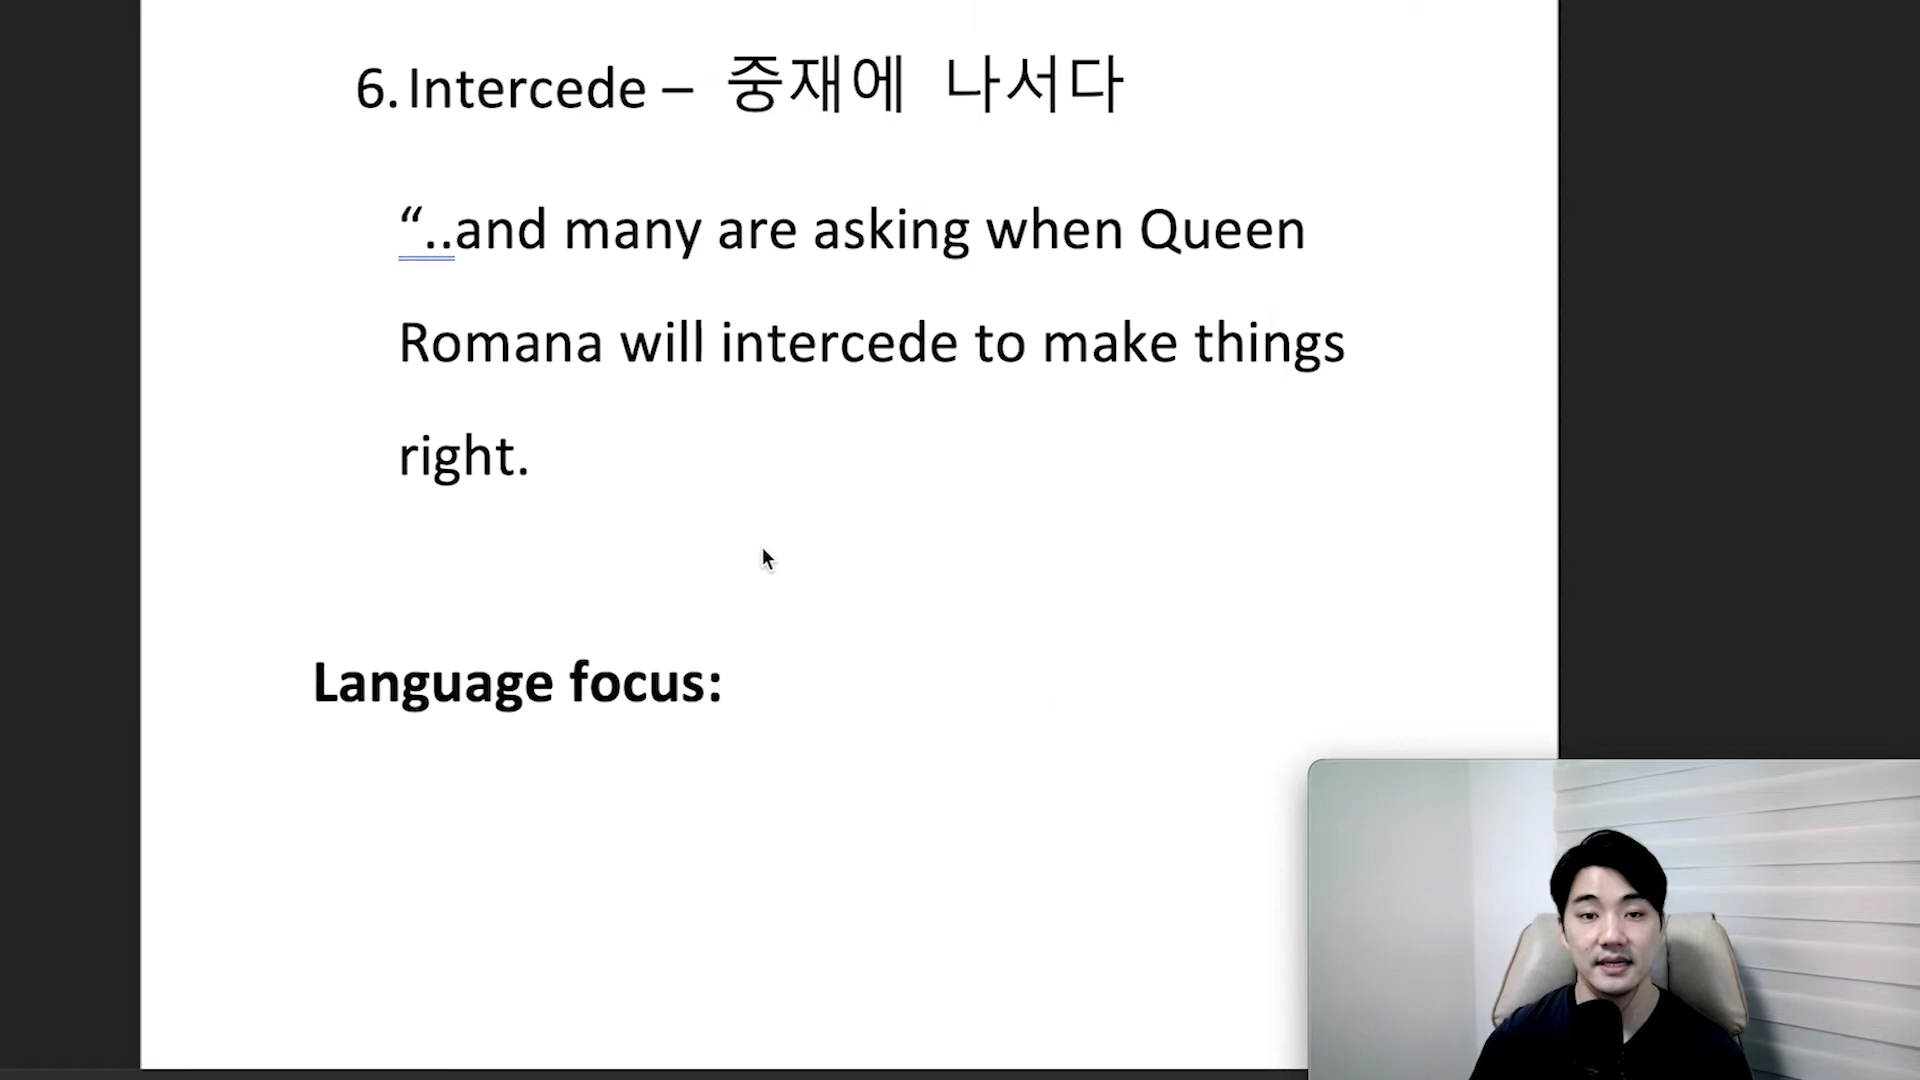 6. Intercede – 중재에 나서다
“..and many are asking when Queen
Romana will intercede to make things
right.
Language focus: